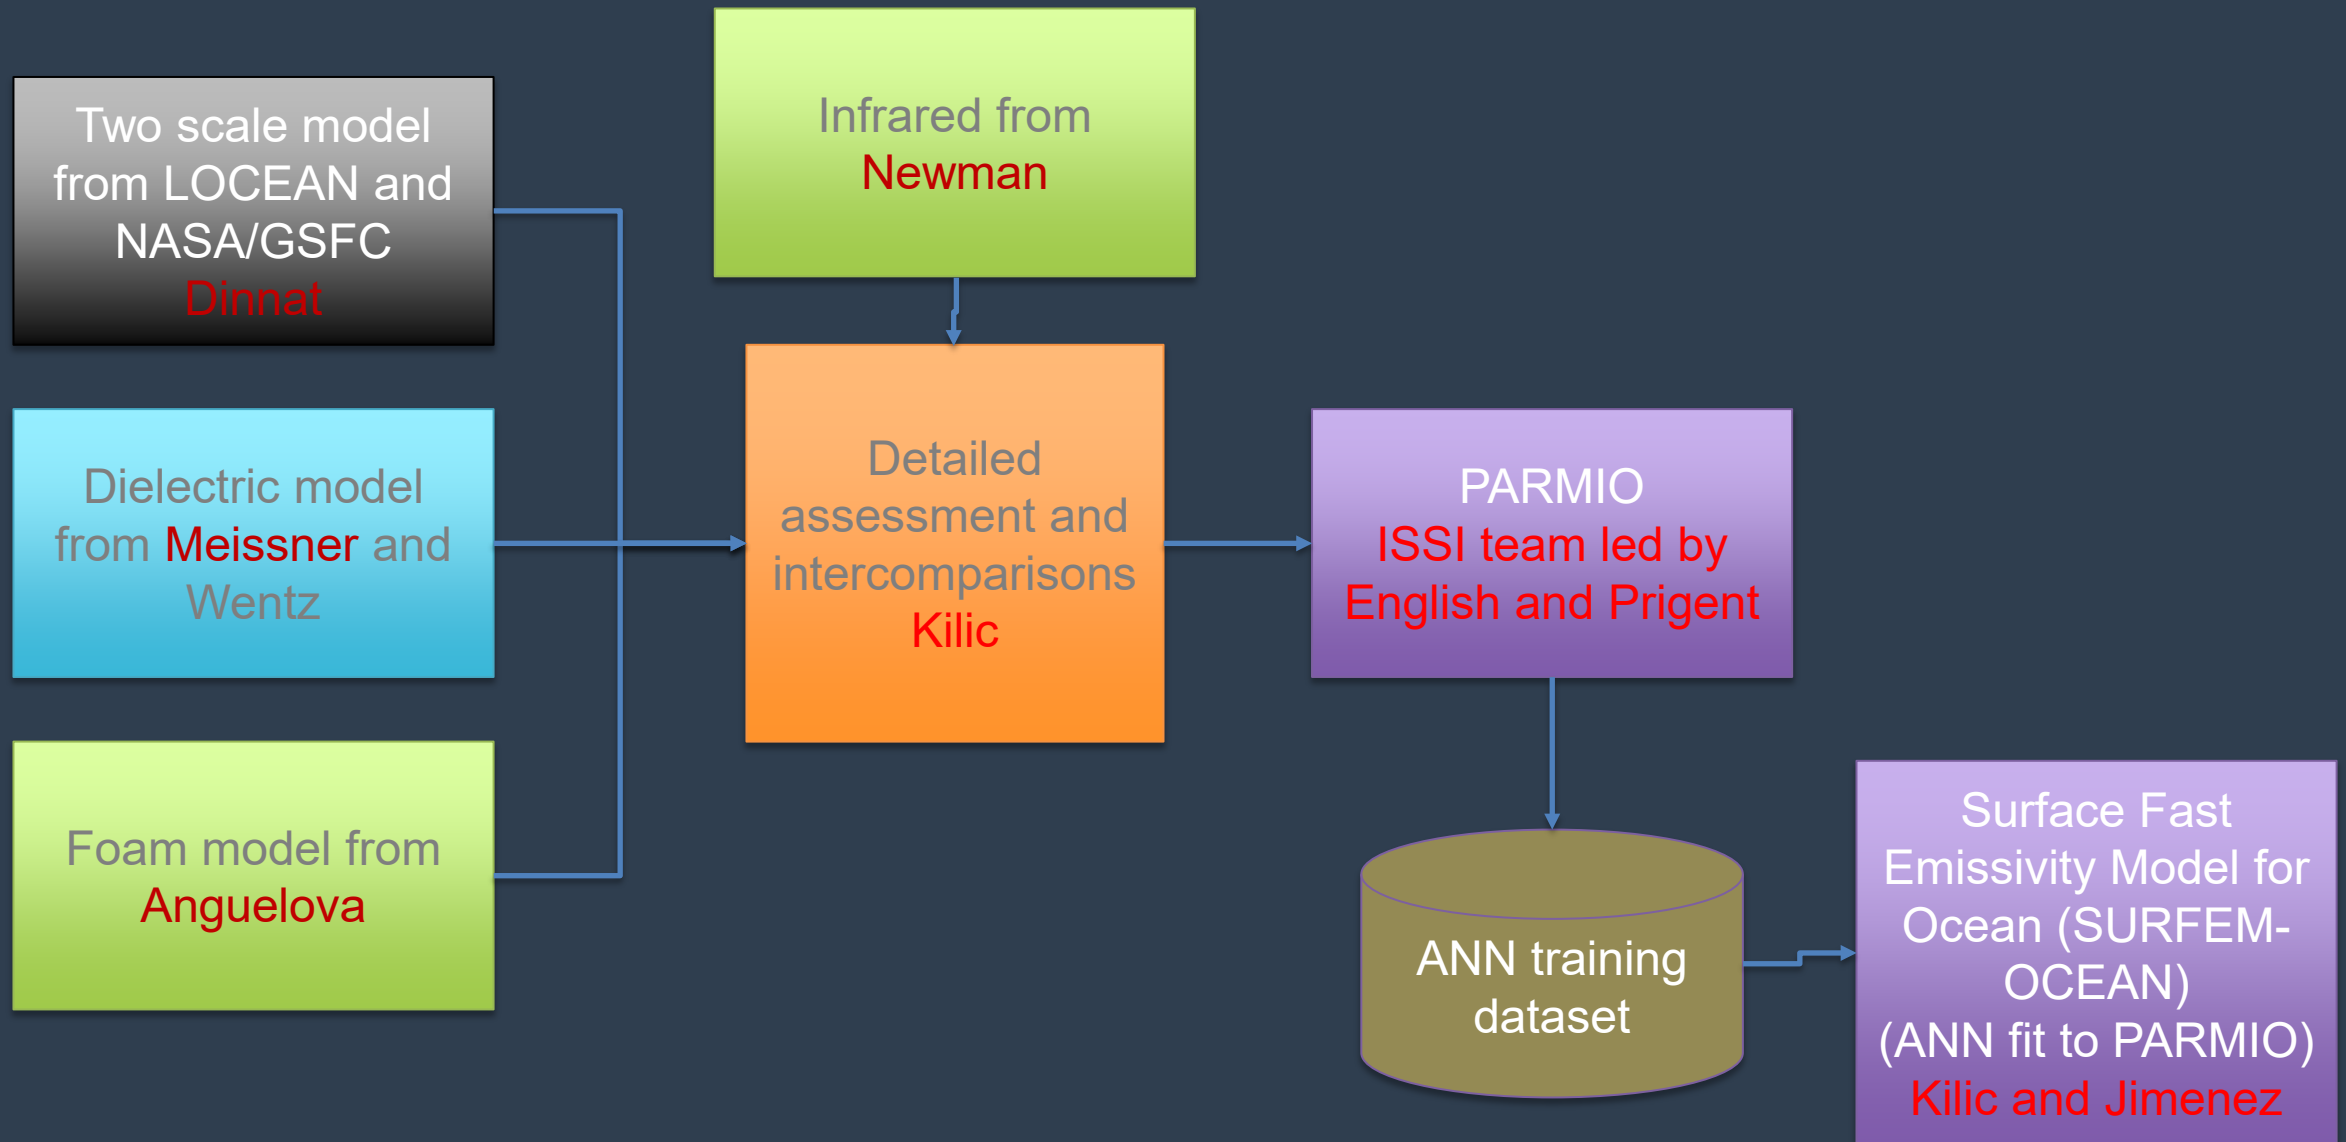 Two scale model
from LOCEAN and
NASA/GSFC
Dinnat
Infrared from
Newman
Dielectric model
from Meissner and
Wentz
Detailed
assessment and
intercomparisons
Kilic
PARMIO
ISSI team led by
English and Prigent
Foam model from
Anguelova
ANN training
dataset
Surface Fast
Emissivity Model for
Ocean (SURFEM-
OCEAN)
(ANN fit to PARMIO)
Kilic and Jimenez